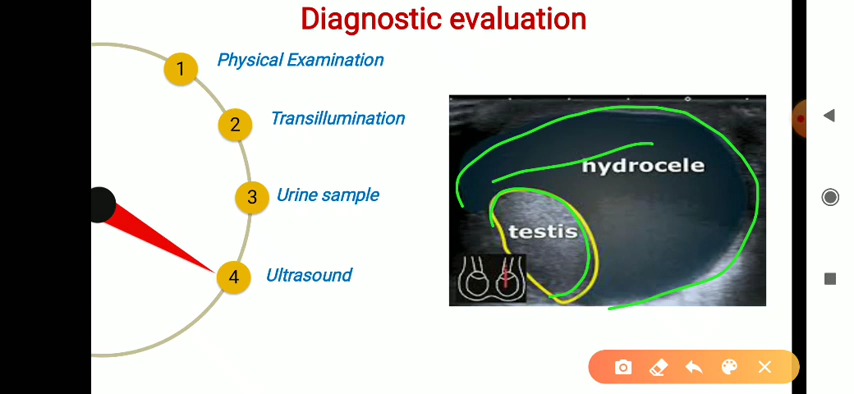 Diagnostic evaluation
1 Physical Examination
2 Transillumination
3 Urine sample
4 Ultrasound
hydrocele
testis